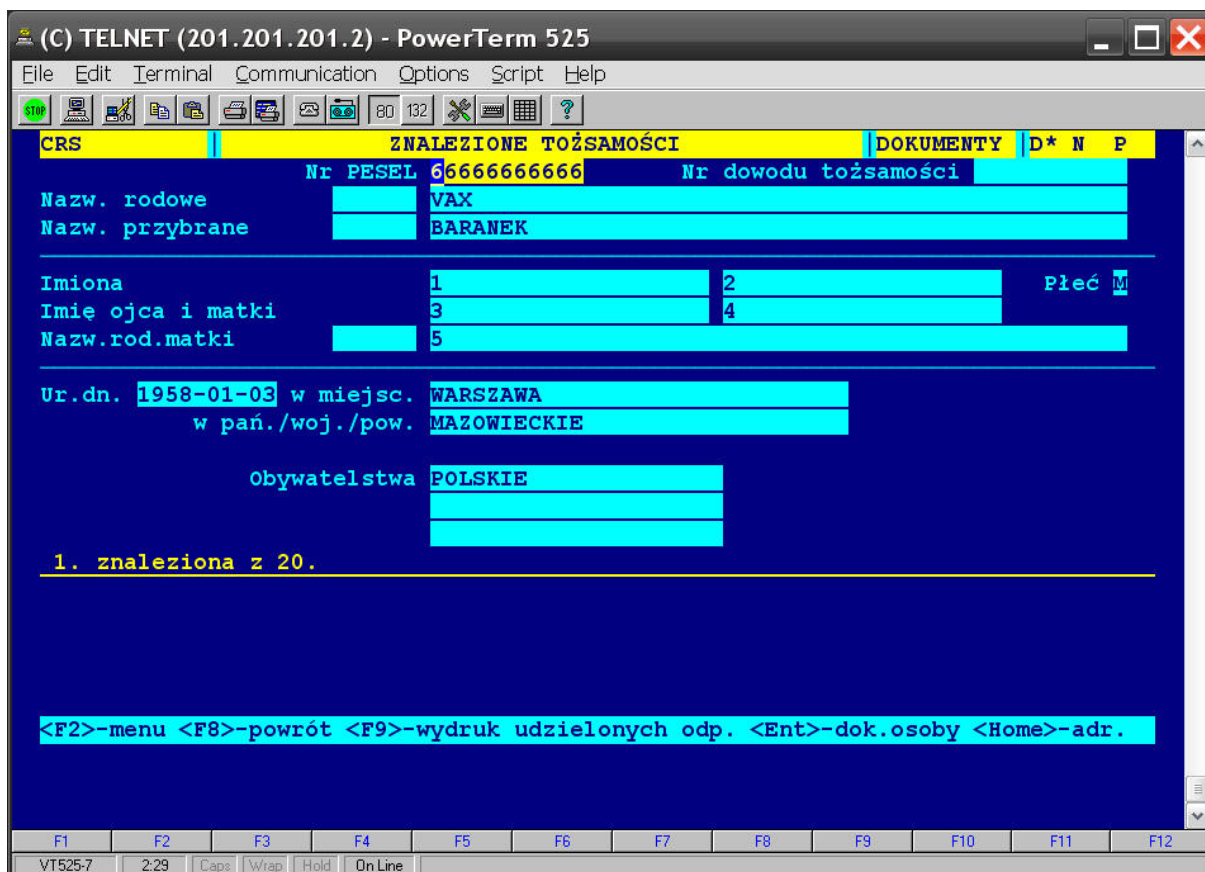 (C) TELNET (201.201.201.2) - PowerTerm 525
File Edit Terminal Communication Options Script Help
STOP 80 132 ?
CRS ZNALEZIONE TOŻSAMOŚCI DOKUMENTY D* N P
Nr PESEL 66666666666 Nr dowodu tożsamości
Nazw. rodowe VAX
Nazw. przybrane BARANEK
Imiona 1 2 Płeć M
Imię ojca i matki 3 4
Nazw.rod.matki 5
Ur.dn. 1958-01-03 w miejsc. WARSZAWA
w pań./woj./pow. MAZOWIECKIE
Obywatelstwa POLSKIE
1. znaleziona z 20.
<F2>-menu <F8>-powrót <F9>-wydruk udzielonych odp. <Ent>-dok.osoby <Home>-adr.
F1 F2 F3 F4 F5 F6 F7 F8 F9 F10 F11 F12
VT525-7 2:29 Caps Wrap Hold On Line